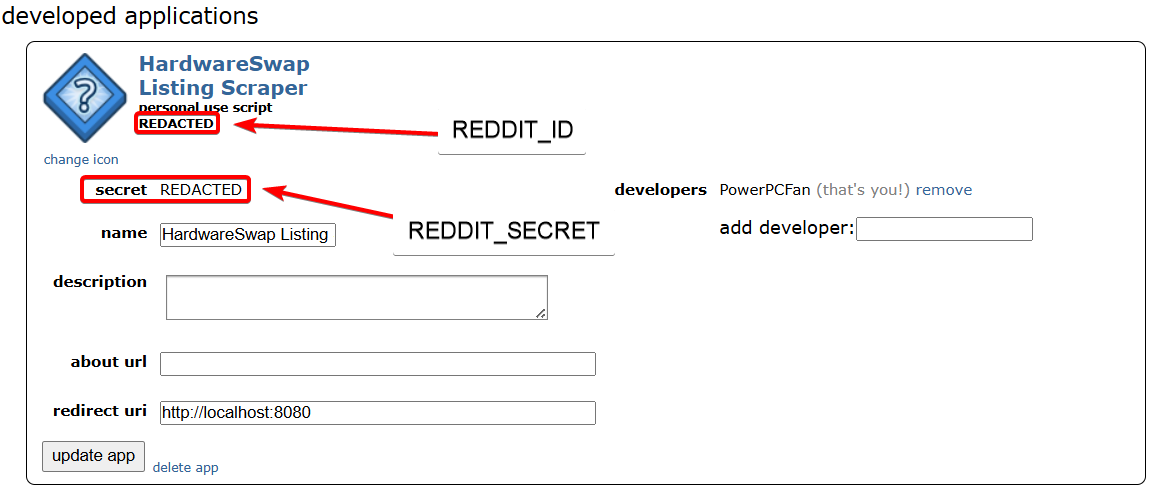 developed applications
HardwareSwap
Listing Scraper
personal use script
REDACTED
REDDIT_ID
change icon
secret REDACTED
developers PowerPCFan (that's you!) remove
REDDIT_SECRET
name HardwareSwap Listing
add developer:
description
about url
redirect uri http://localhost:8080
update app delete app